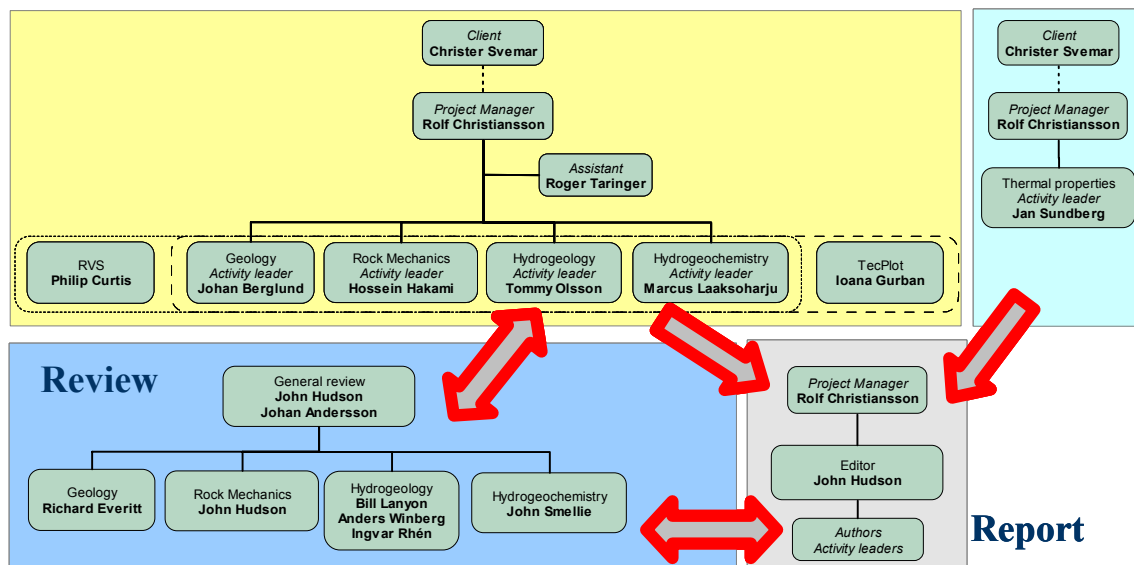 Client
Christer Svemar
Project Manager
Rolf Christiansson
Assistant
Roger Taringer
RVS
Philip Curtis
Geology
Activity leader
Johan Berglund
Rock Mechanics
Activity leader
Hossein Hakami
Hydrogeology
Activity leader
Tommy Olsson
Hydrogeochemistry
Activity leader
Marcus Laaksoharju
TecPlot
Ioana Gurban
Client
Christer Svemar
Project Manager
Rolf Christiansson
Thermal properties
Activity leader
Jan Sundberg
Review
General review
John Hudson
Johan Andersson
Geology
Richard Everitt
Rock Mechanics
John Hudson
Hydrogeology
Bill Lanyon
Anders Winberg
Ingvar Rhén
Hydrogeochemistry
John Smellie
Project Manager
Rolf Christiansson
Editor
John Hudson
Authors
Activity leaders
Report